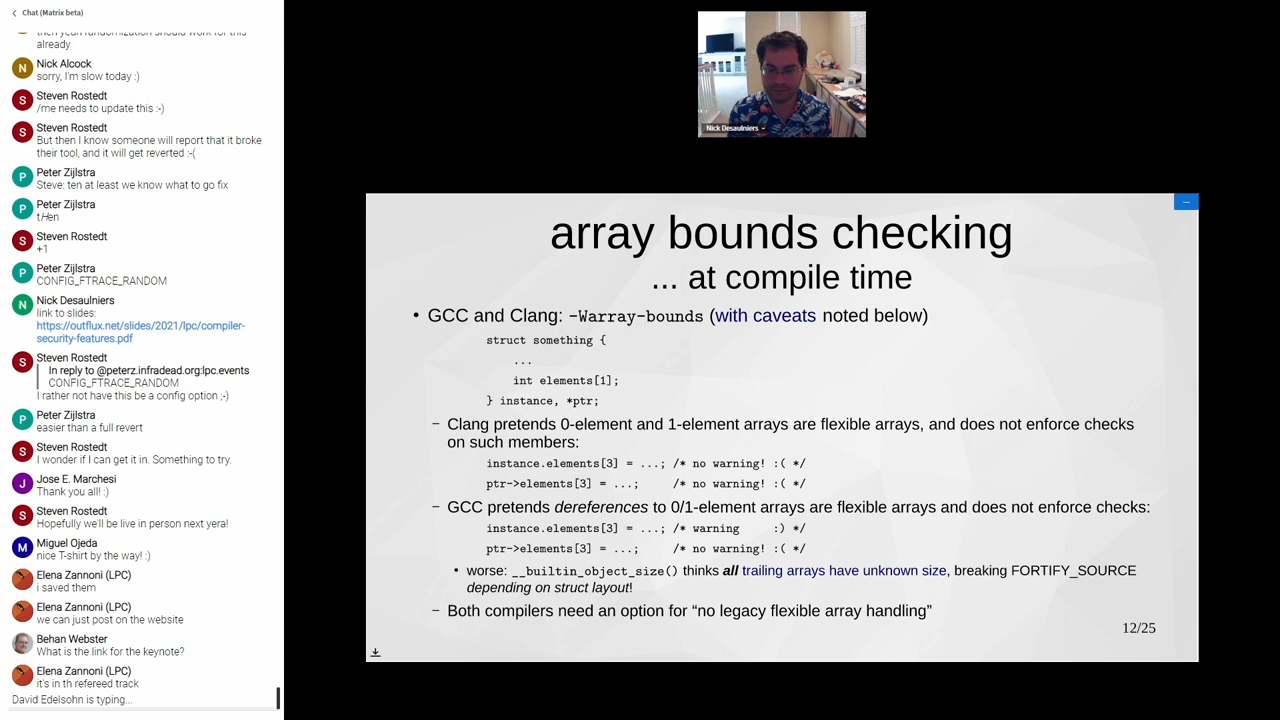 Chat (Matrix beta)
then yeah randomization should work for this
already
N
Nick Alcock
sorry, I'm slow today :)
S
Steven Rostedt
/me needs to update this :-)
S
Steven Rostedt
But then I know someone will report that it broke
their tool, and it will get reverted :-(
P
Peter Zijlstra
Steve: ten at least we know what to go fix
P
Peter Zijlstra
tHen
S
Steven Rostedt
+1
P
Peter Zijlstra
CONFIG_FTRACE_RANDOM
N
Nick Desaulniers
link to slides:
https://outflux.net/slides/2021/lpc/compiler-
security-features.pdf
S
Steven Rostedt
In reply to @peterz.infradead.org:lpc.events
CONFIG_FTRACE_RANDOM
I rather not have this be a config option ;-)
P
Peter Zijlstra
easier than a full revert
S
Steven Rostedt
I wonder if I can get it in. Something to try.
J
Jose E. Marchesi
Thank you all! :)
S
Steven Rostedt
Hopefully we'll be live in person next yera!
M
Miguel Ojeda
nice T-shirt by the way! :)
Elena Zannoni (LPC)
i saved them
Elena Zannoni (LPC)
we can just post on the website
Behan Webster
What is the link for the keynote?
Elena Zannoni (LPC)
it's in th refereed track
David Edelsohn is typing...
Nick Desaulniers
array bounds checking
... at compile time
• GCC and Clang: -Warray-bounds (with caveats noted below)
struct something {
...
int elements[1];
} instance, *ptr;
– Clang pretends 0-element and 1-element arrays are flexible arrays, and does not enforce checks
on such members:
instance.elements[3] = ...; /* no warning! :( */
ptr->elements[3] = ...; /* no warning! :( */
– GCC pretends dereferences to 0/1-element arrays are flexible arrays and does not enforce checks:
instance.elements[3] = ...; /* warning :) */
ptr->elements[3] = ...; /* no warning! :( */
• worse: __builtin_object_size() thinks all trailing arrays have unknown size, breaking FORTIFY_SOURCE
depending on struct layout!
– Both compilers need an option for “no legacy flexible array handling”
12/25